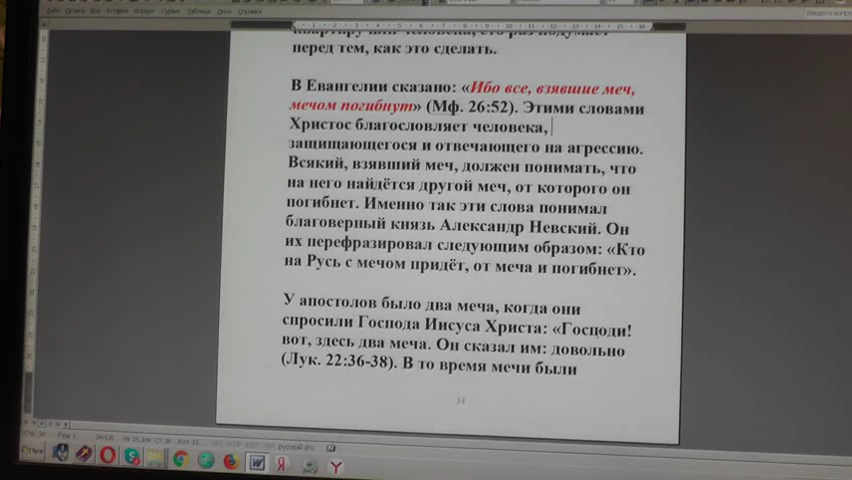 перед тем, как это сделать.
В Евангелии сказано: «Ибо все, взявшие меч,
мечом погибнут» (Мф. 26:52). Этими словами
Христос благословляет человека,
защищающегося и отвечающего на агрессию.
Всякий, взявший меч, должен понимать, что
на него найдётся другой меч, от которого он
погибнет. Именно так эти слова понимал
благоверный князь Александр Невский. Он
их перефразировал следующим образом: «Кто
на Русь с мечом придёт, от меча и погибнет».
У апостолов было два меча, когда они
спросили Господа Иисуса Христа: «Госцоди!
вот, здесь два меча. Он сказал им: довольно
(Лук. 22:36-38). В то время мечи были
34
русский (Ро
Пуск